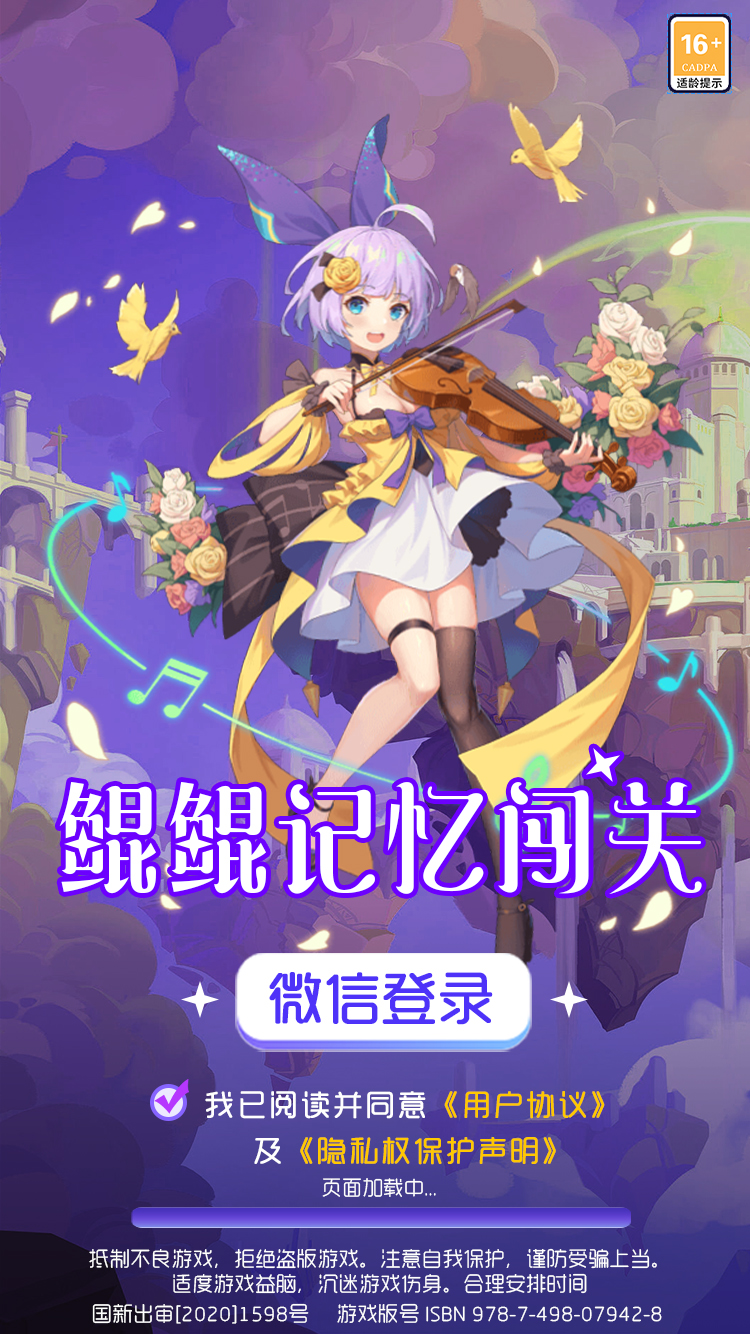 16+
CADPA
适龄提示
鲲鲲记忆闯关
微信登录
我已阅读并同意《用户协议》
及《隐私权保护声明》
页面加载中...
抵制不良游戏，拒绝盗版游戏。注意自我保护，谨防受骗上当。
适度游戏益脑，沉迷游戏伤身。合理安排时间
国新出审[2020]1598号 游戏版号 ISBN 978-7-498-07942-8